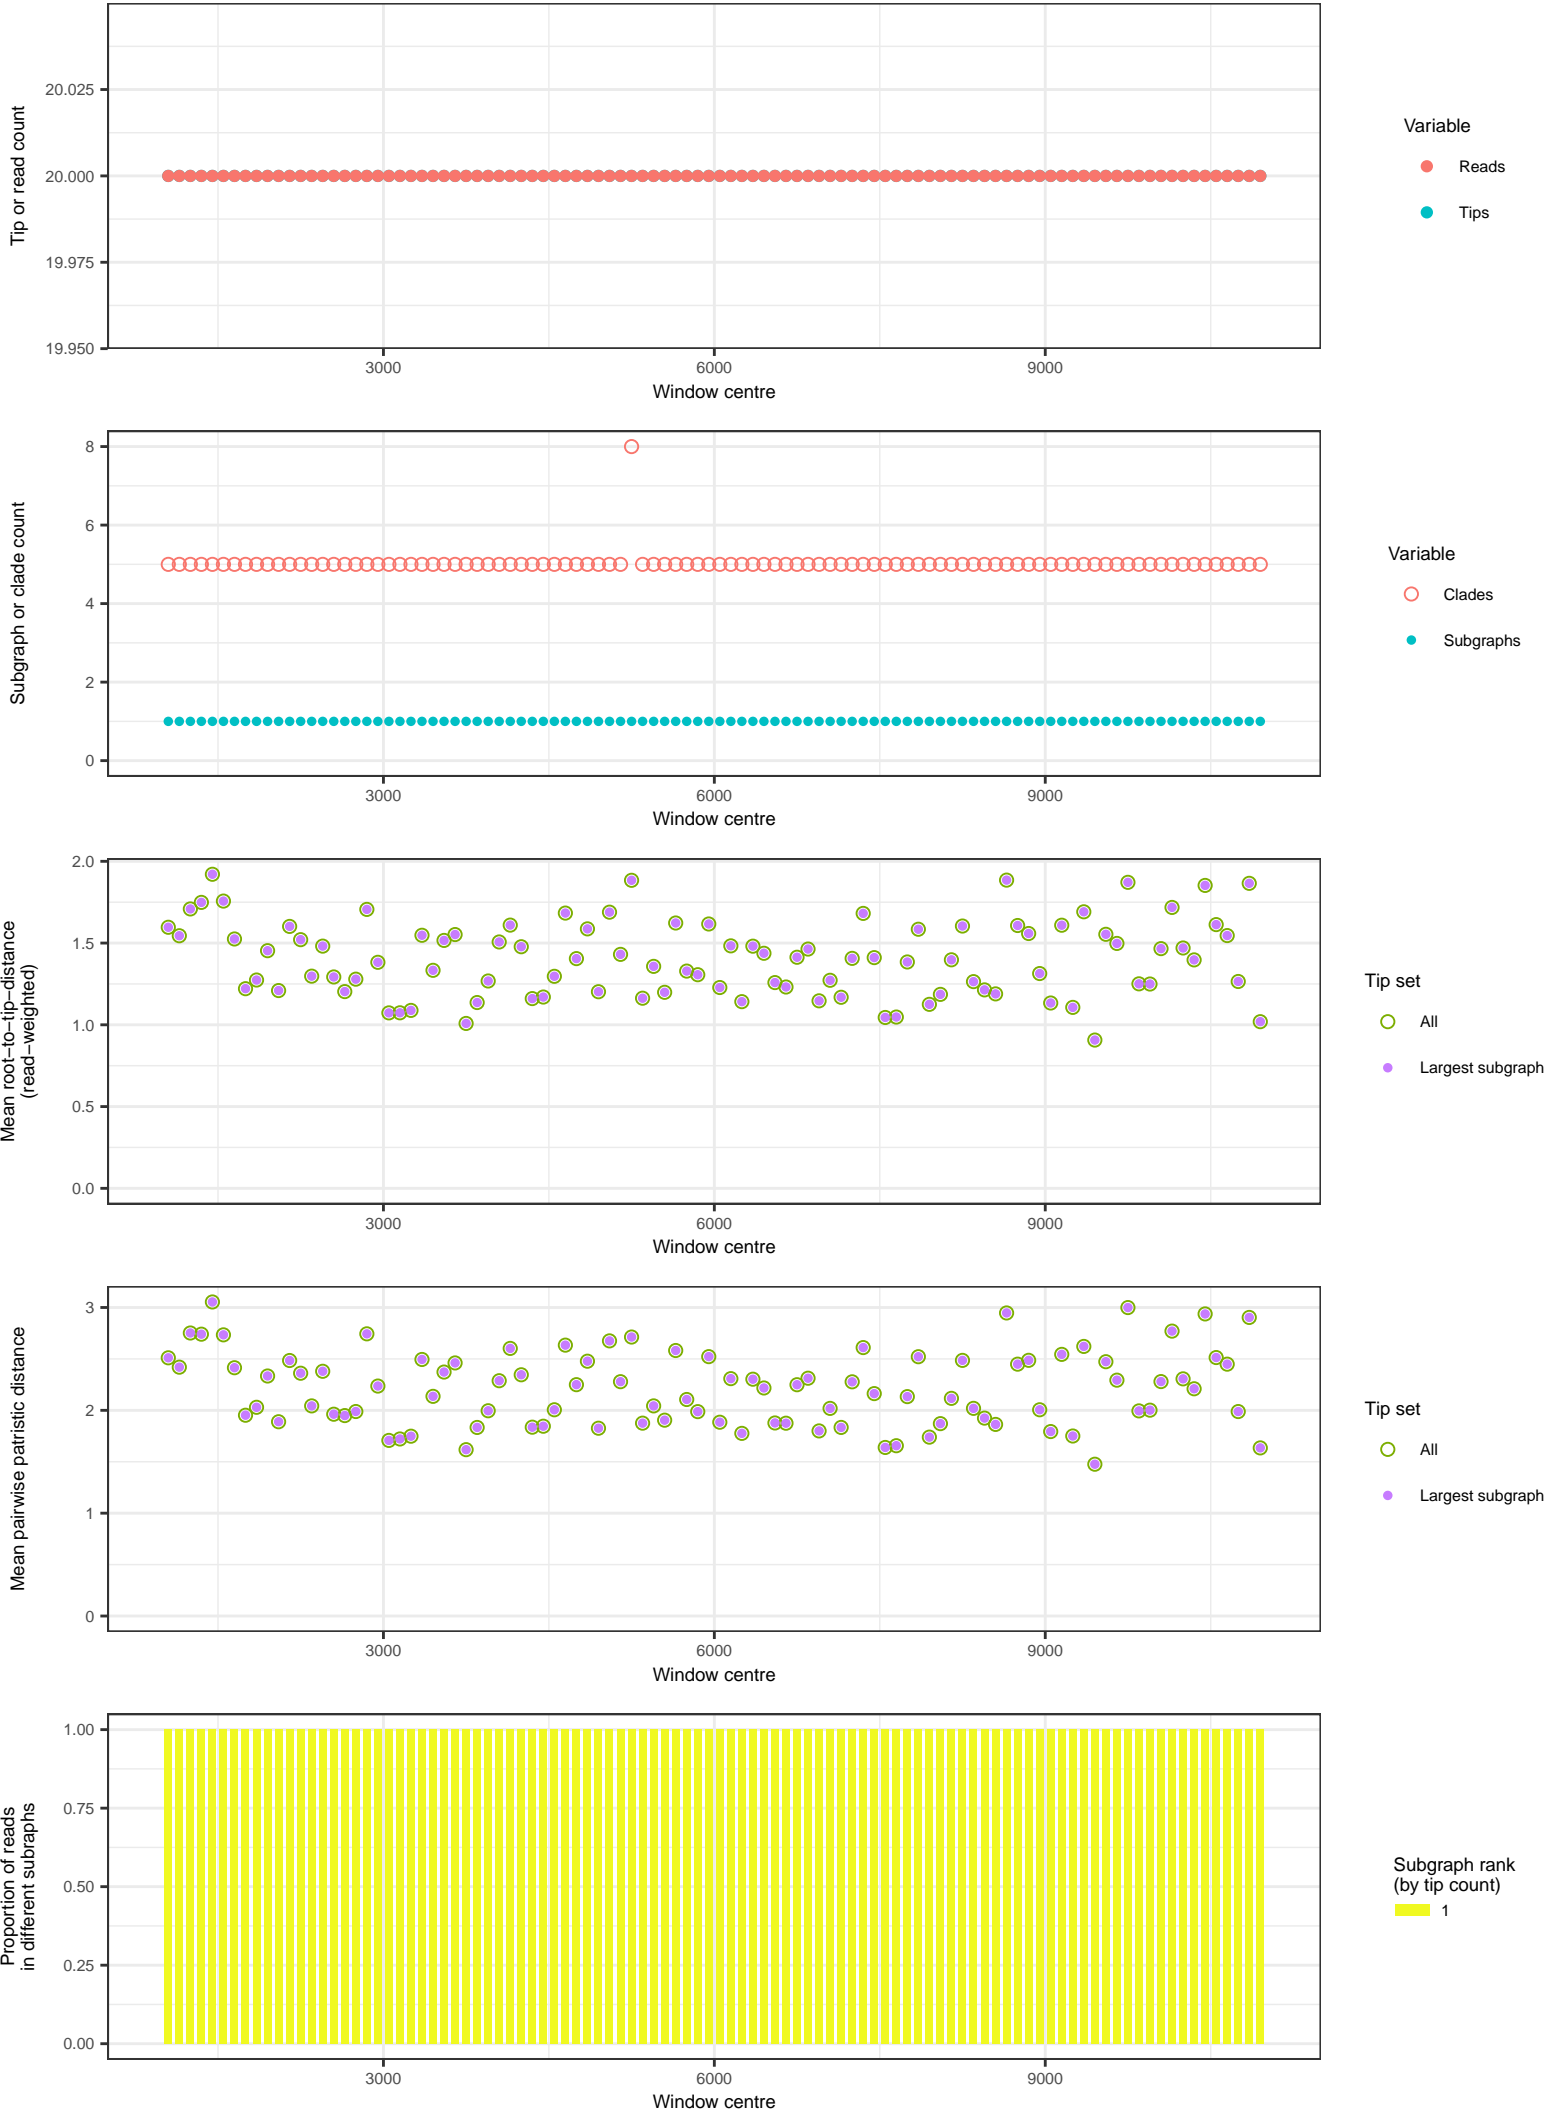 Tip or read count
20.025
20.000
19.975
19.950
3000
6000
9000
Window centre
Variable
Reads
Tips
Subgraph or clade count
8
6
4
2
0
3000
6000
9000
Window centre
Variable
Clades
Subgraphs
Mean root−to−tip−distance
(read−weighted)
2.0
1.5
1.0
0.5
0.0
3000
6000
9000
Window centre
Tip set
All
Largest subgraph
Mean pairwise patristic distance
3
2
1
0
3000
6000
9000
Window centre
Tip set
All
Largest subgraph
Proportion of reads
in different subraphs
1.00
0.75
0.50
0.25
0.00
3000
6000
9000
Window centre
Subgraph rank
(by tip count)
1